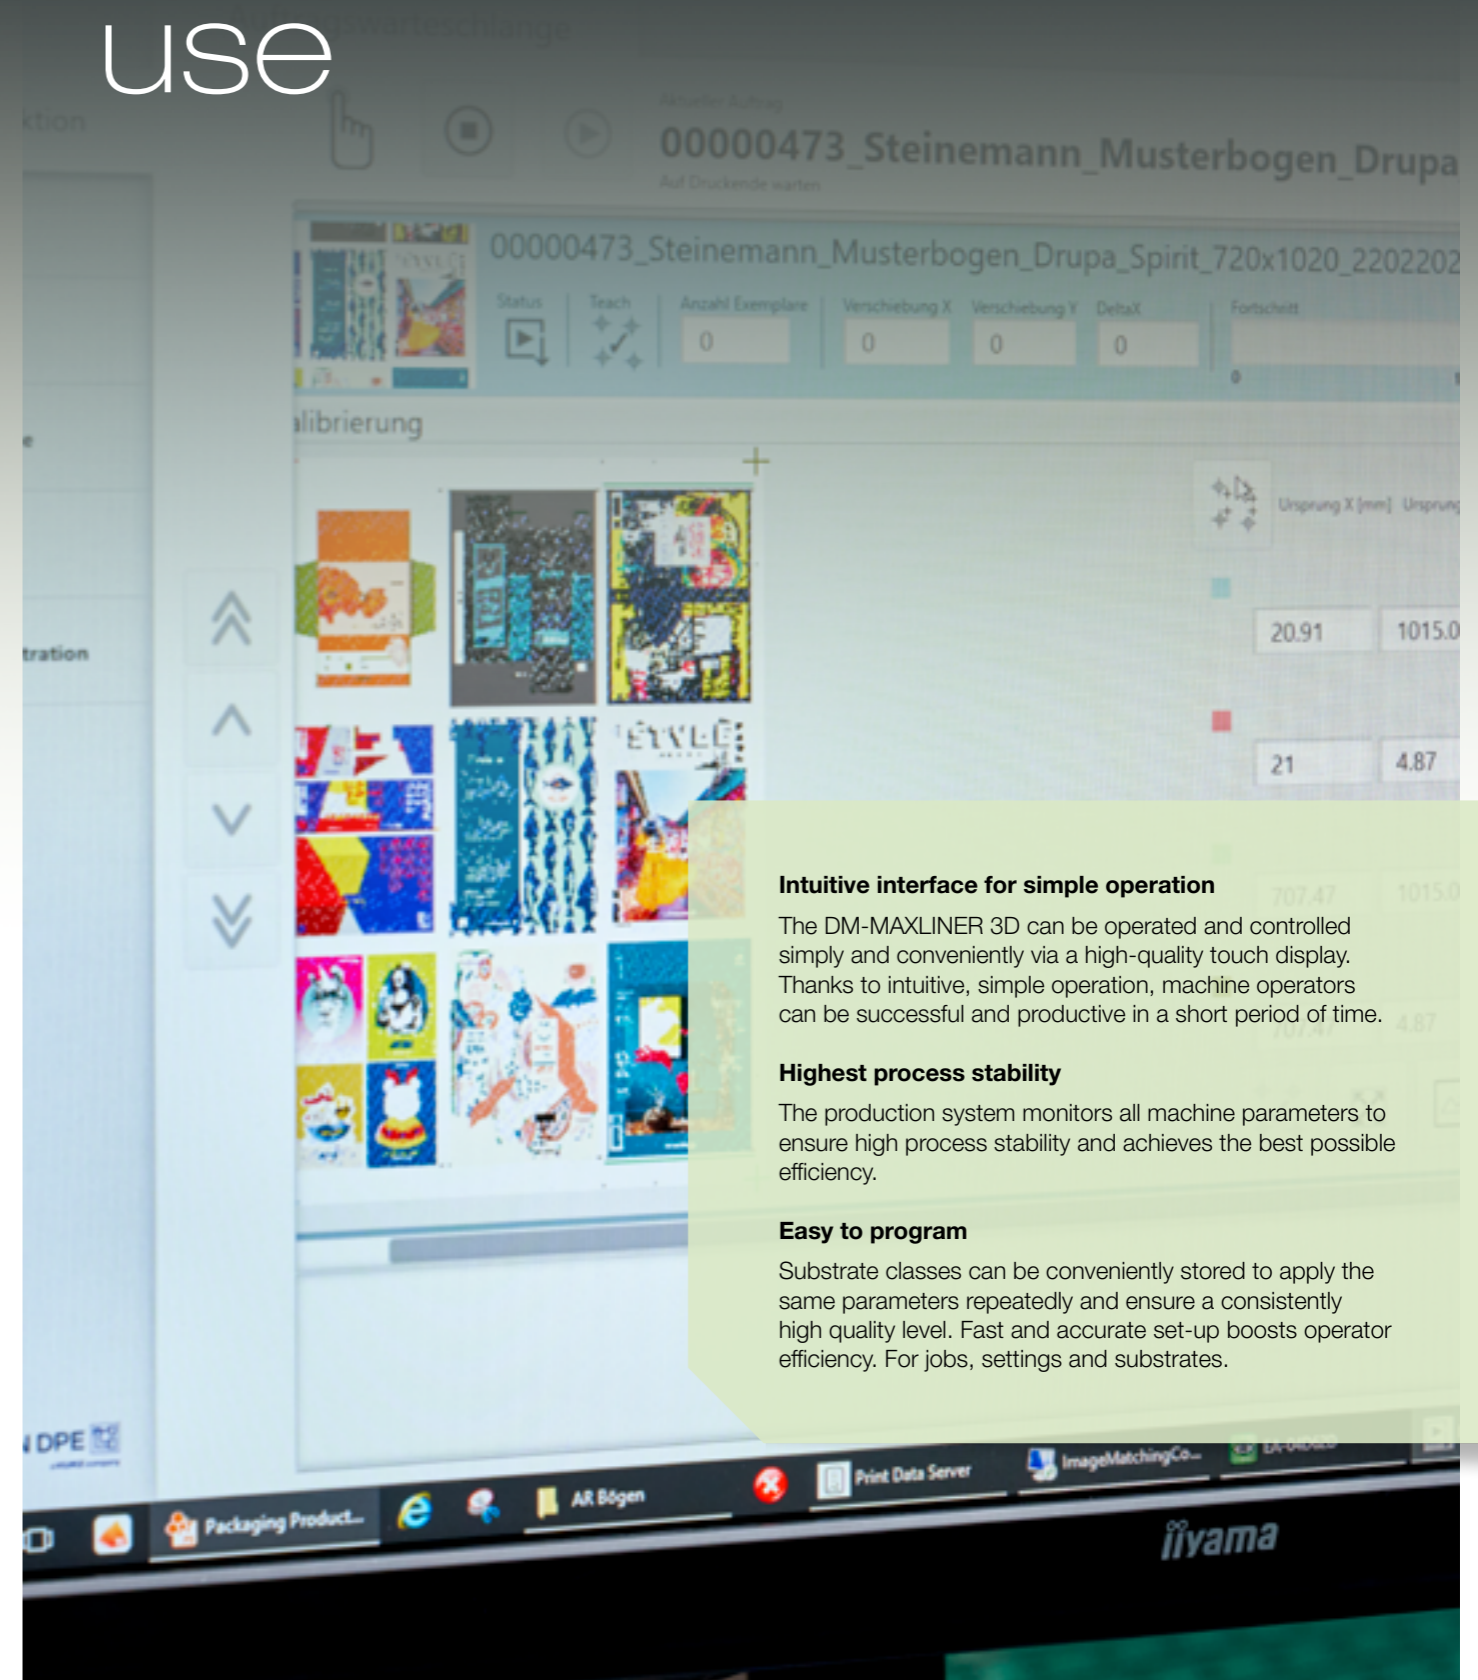 use
Auftragswarteschlange
ktion
Aktueller Auftrag
00000473_Steinemann_Musterbogen_Drupa
Auf Druckende warten
00000473_Steinemann_Musterbogen_Drupa_Spirit_720x1020_2202202
Status Teach Anzahl Exemplare Verschiebung X Verschiebung Y DeltaX Fortschritt
0 0 0 0
0
alibrierung
e
Ursprung X [mm] Ursprung
20.91 1015.0
tration
STYLE
21 4.87
Intuitive interface for simple operation
707.47 1015.0
The DM-MAXLINER 3D can be operated and controlled
simply and conveniently via a high-quality touch display.
Thanks to intuitive, simple operation, machine operators
can be successful and productive in a short period of time.
707.47 4.87
Highest process stability
The production system monitors all machine parameters to
ensure high process stability and achieves the best possible
efficiency.
Easy to program
Substrate classes can be conveniently stored to apply the
same parameters repeatedly and ensure a consistently
high quality level. Fast and accurate set-up boosts operator
efficiency. For jobs, settings and substrates.
DPE
Packaging Product...
AR Bögen
Print Data Server
ImageMatchingCo...
iiyama